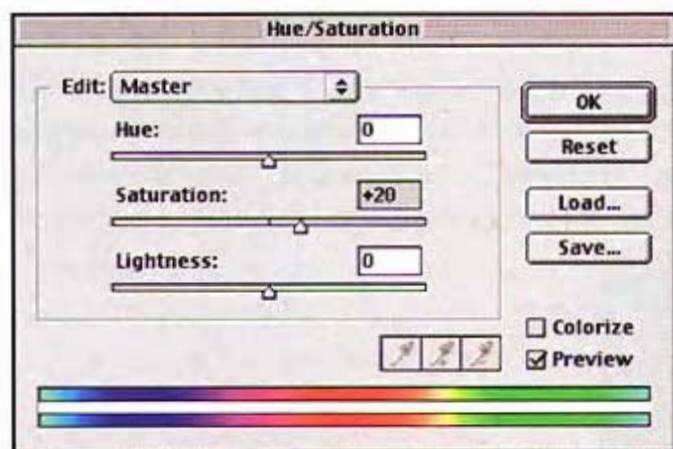 Hue/Saturation
Edit: Master
Hue: 0
Saturation: +20
Lightness: 0
OK
Reset
Load...
Save...
Colorize
Preview